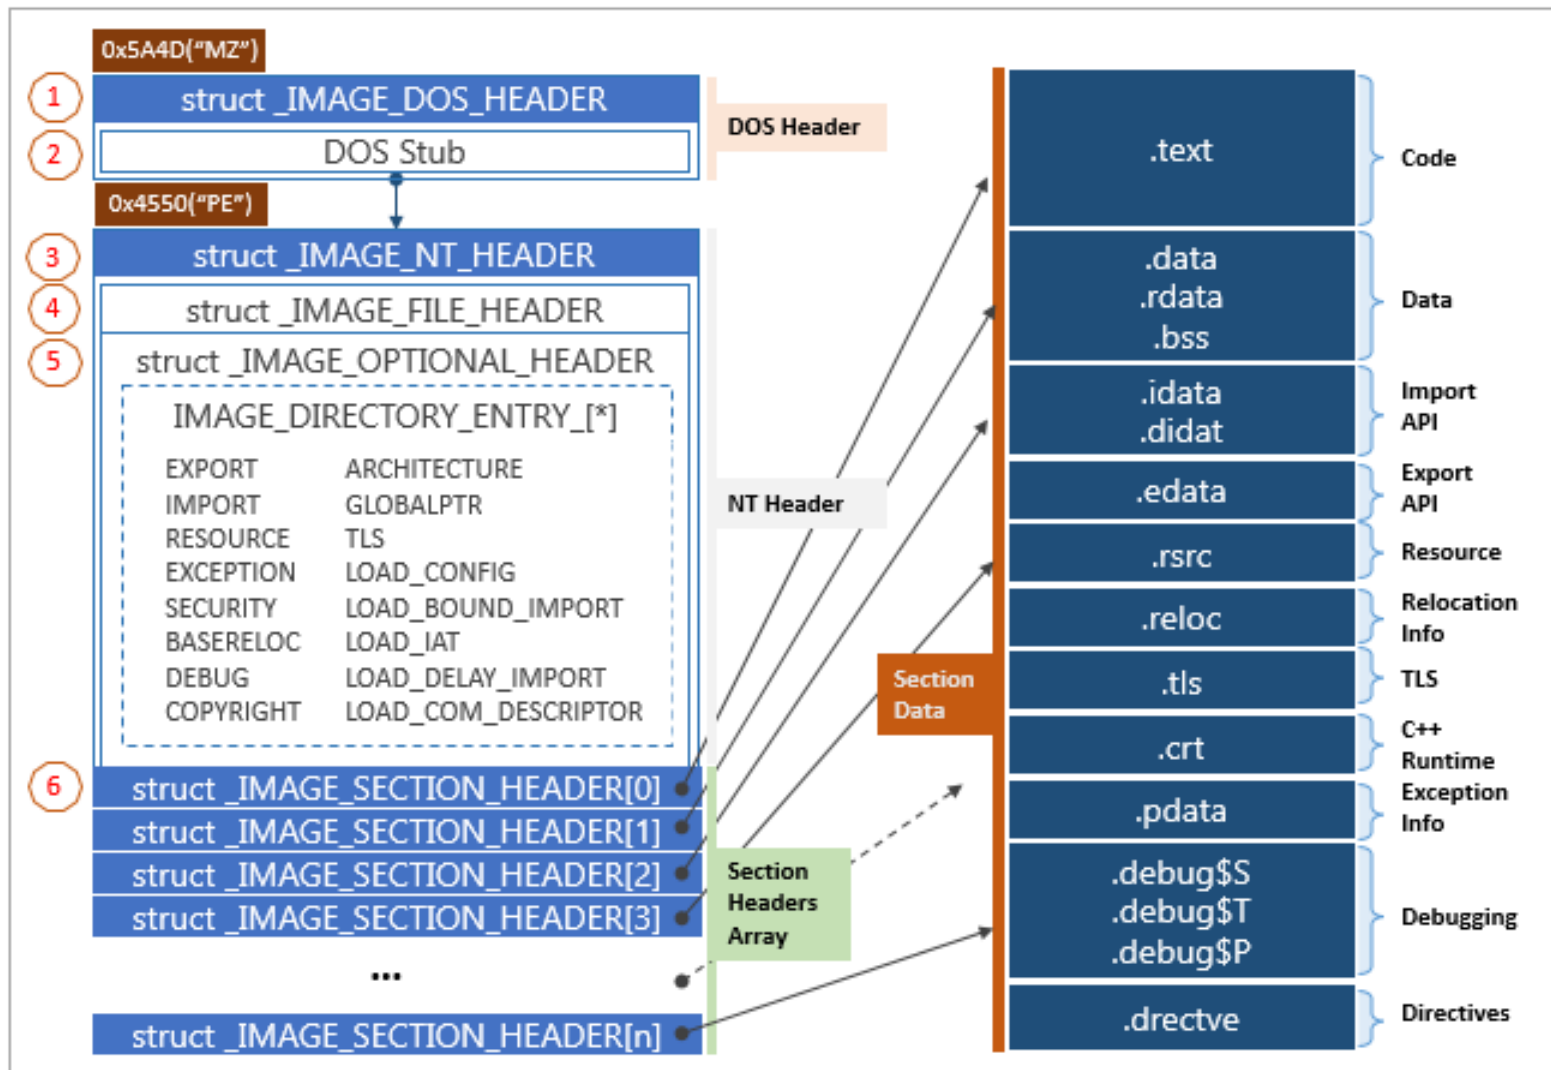 0x5A4D("MZ")
1
struct _IMAGE_DOS_HEADER
2
DOS Stub
DOS Header
0x4550("PE")
3
struct _IMAGE_NT_HEADER
4
struct _IMAGE_FILE_HEADER
5
struct _IMAGE_OPTIONAL_HEADER
IMAGE_DIRECTORY_ENTRY_[*]
EXPORT ARCHITECTURE
IMPORT GLOBALPTR
RESOURCE TLS
EXCEPTION LOAD_CONFIG
SECURITY LOAD_BOUND_IMPORT
BASERELOC LOAD_IAT
DEBUG LOAD_DELAY_IMPORT
COPYRIGHT LOAD_COM_DESCRIPTOR
NT Header
6
struct _IMAGE_SECTION_HEADER[0]
struct _IMAGE_SECTION_HEADER[1]
struct _IMAGE_SECTION_HEADER[2]
struct _IMAGE_SECTION_HEADER[3]
...
struct _IMAGE_SECTION_HEADER[n]
Section
Headers
Array
Section
Data
.text
Code
.data
.rdata
.bss
Data
.idata
.didat
Import
API
.edata
Export
API
.rsrc
Resource
.reloc
Relocation
Info
.tls
TLS
.crt
C++
Runtime
.pdata
Exception
Info
.debug$S
.debug$T
.debug$P
Debugging
.drectve
Directives